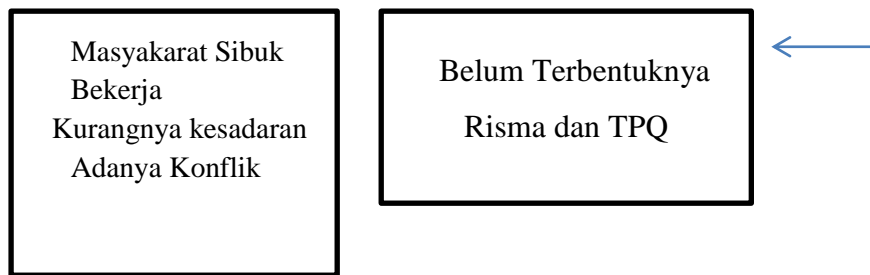 Masyakarat Sibuk
Bekerja
Kurangnya kesadaran
Adanya Konflik
Belum Terbentuknya
Risma dan TPQ